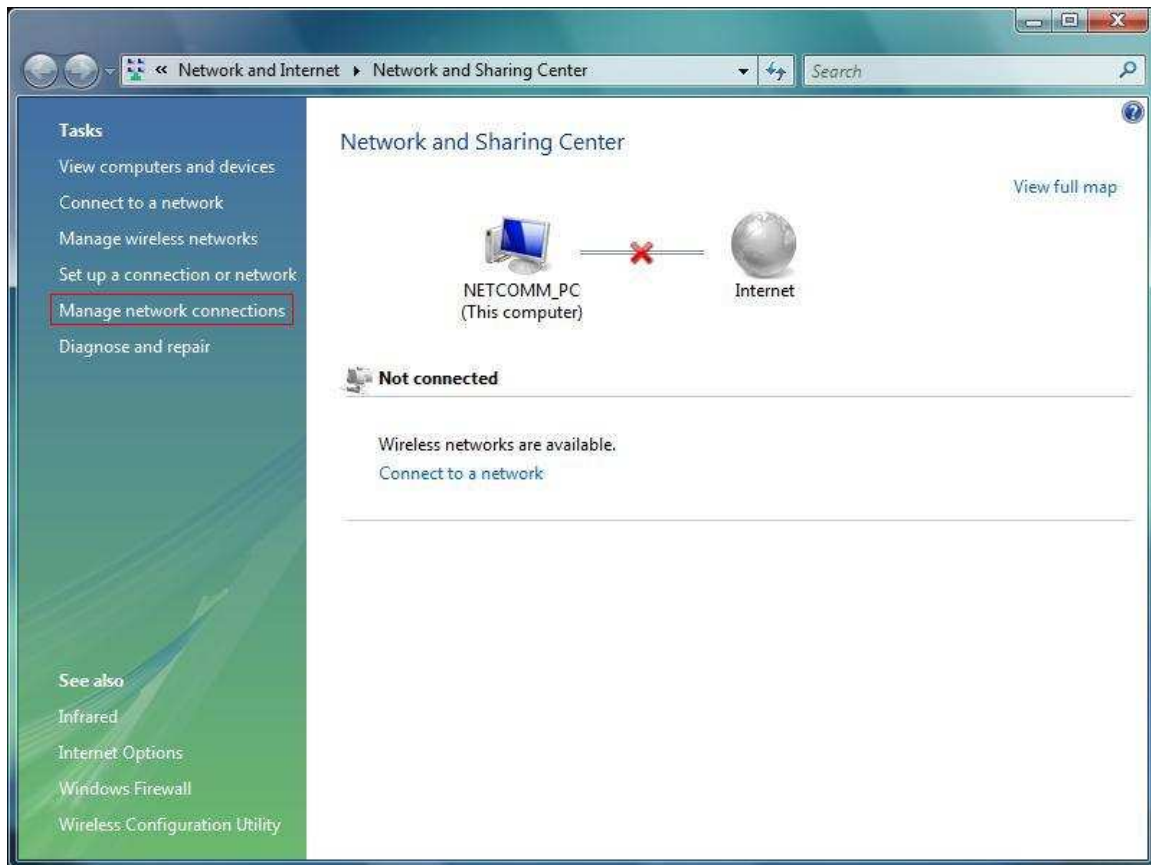 « Network and Internet ▸ Network and Sharing Center
Search
Tasks
View computers and devices
Connect to a network
Manage wireless networks
Set up a connection or network
Manage network connections
Diagnose and repair
See also
Infrared
Internet Options
Windows Firewall
Wireless Configuration Utility
Network and Sharing Center
View full map
NETCOMM_PC
(This computer)
Internet
Not connected
Wireless networks are available.
Connect to a network